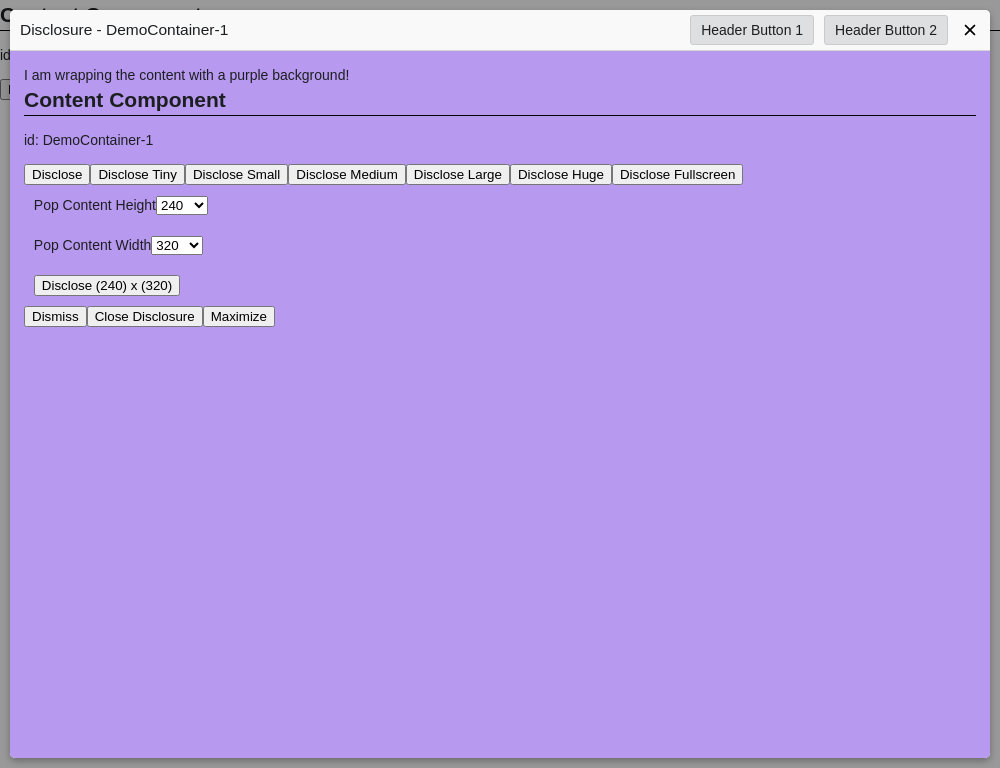 Disclosure - DemoContainer-1 Header Button 1 Header Button 2
I am wrapping the content with a purple background!
Content Component
id: DemoContainer-1
Disclose Disclose Tiny Disclose Small Disclose Medium Disclose Large Disclose Huge Disclose Fullscreen
Pop Content Height 240
Pop Content Width 320
Disclose (240) x (320)
Dismiss Close Disclosure Maximize
id